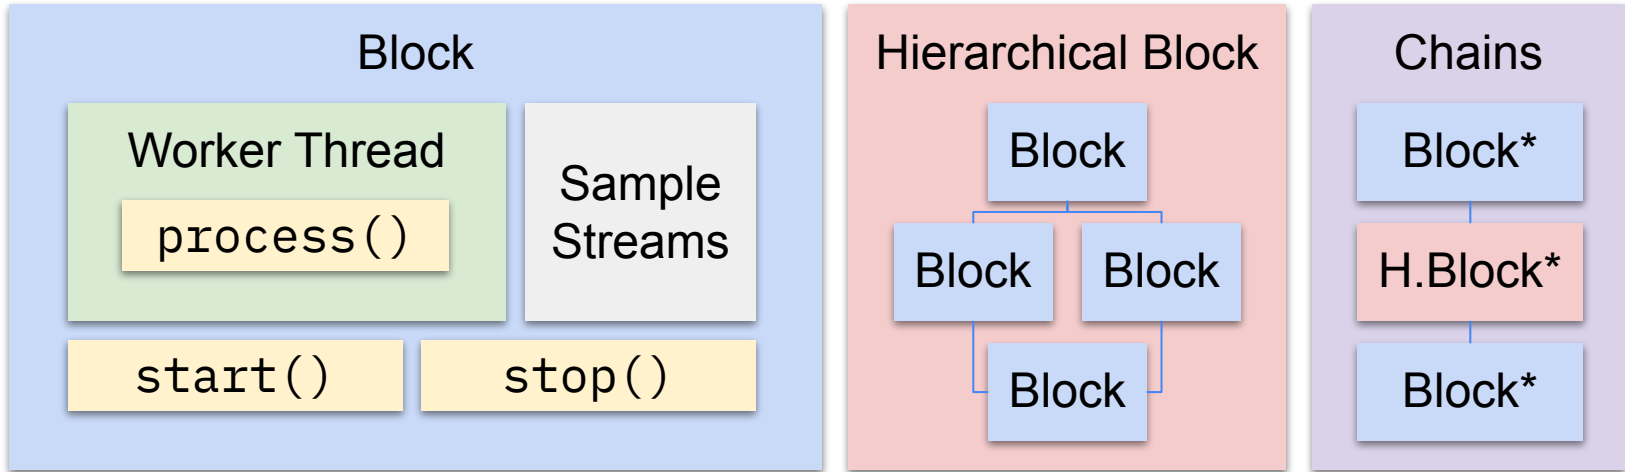 Block
Worker Thread
process()
Sample
Streams
start()
stop()
Hierarchical Block
Block
Block
Block
Block
Chains
Block*
H.Block*
Block*